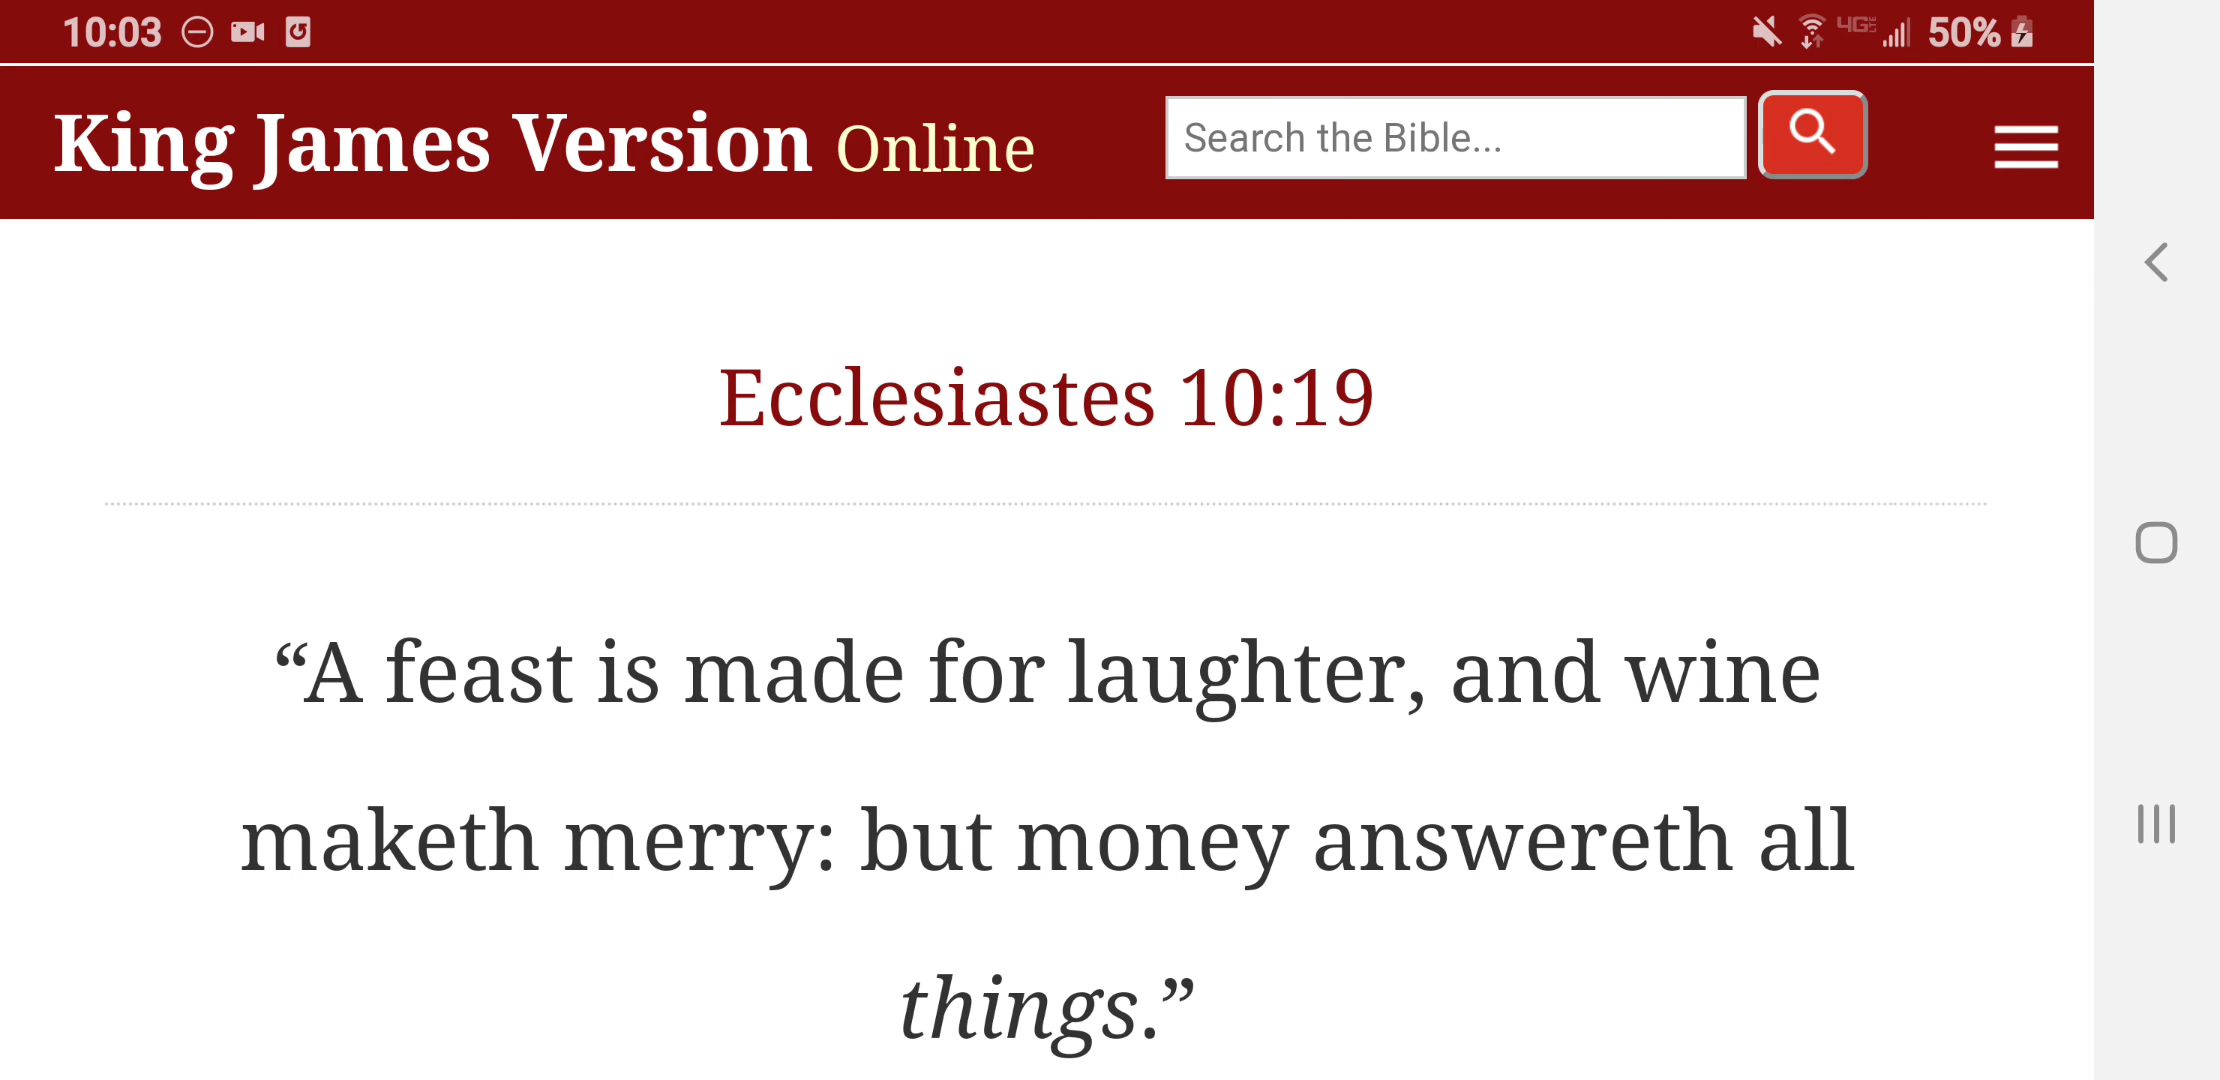 10:03 50%
King James Version Online Search the Bible...
Ecclesiastes 10:19
“A feast is made for laughter, and wine
maketh merry: but money answereth all
things.”